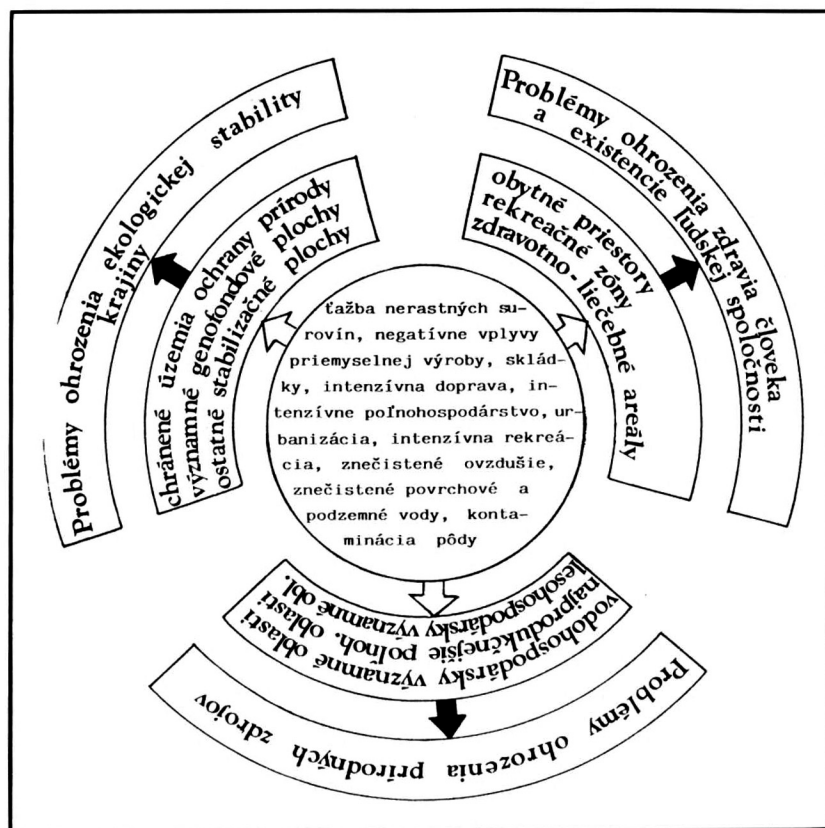 Problémy ohrozenia ekologickej stability
krajiny
chránené územia ochrany prírody
významné genofondové plochy
ostatné stabilizačné plochy
Problémy ohrozenia zdravia človeka
a existencie ľudskej spoločnosti
obytné priestory
rekreačné zóny
zdravotno-liečebné areály
ťažba nerastných su-
rovín, negatívne vplyvy
priemyselnej výroby, sklád-
ky, intenzívna doprava, in-
tenzívne poľnohospodárstvo, ur-
banizácia, intenzívna rekreá-
cia, znečistené ovzdušie,
znečistené povrchové a
podzemné vody, konta-
minácia pôdy
vodohospodársky významné oblasti
najprodukčnejšie poľnoh. oblasti
lesohospodársky významné obl.
Problémy ohrozenia prírodných zdrojov